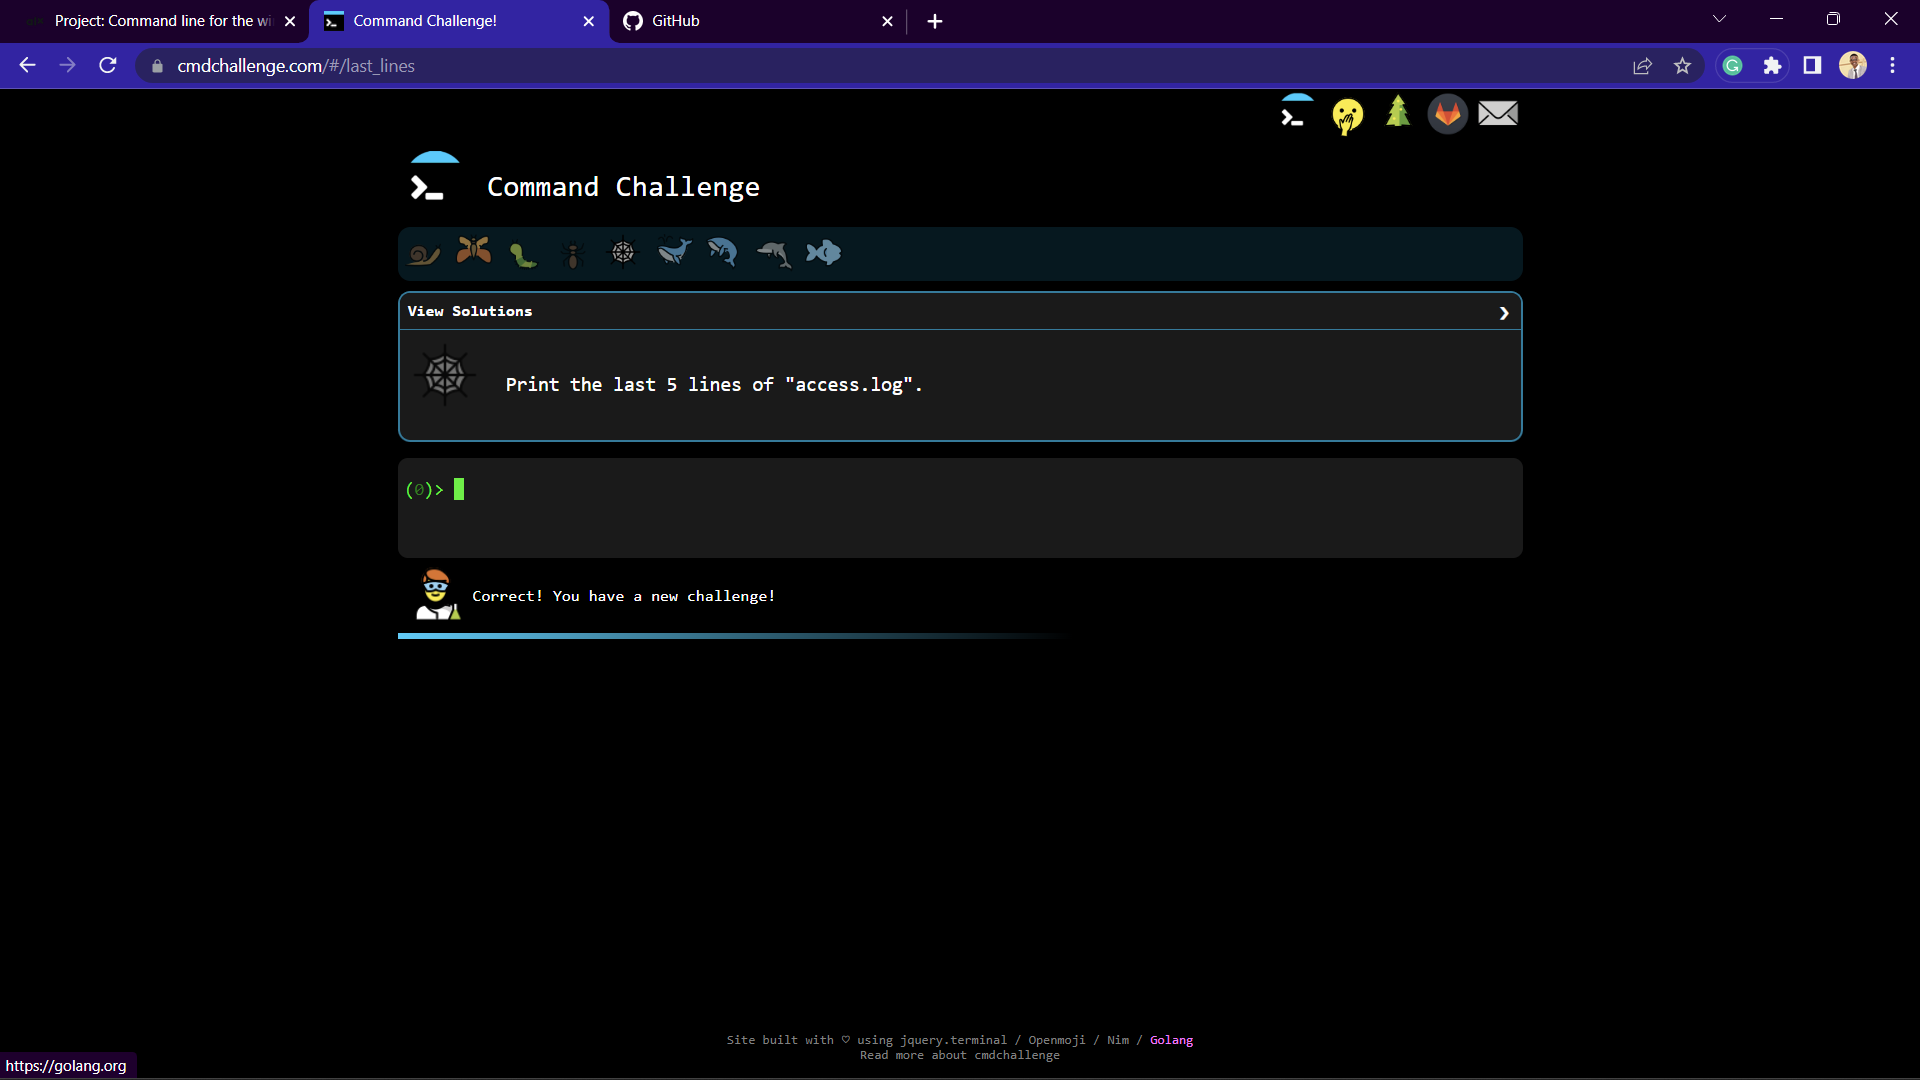 Project: Command line for the wi
Command Challenge!
GitHub
cmdchallenge.com/#/last_lines
Command Challenge
View Solutions
Print the last 5 lines of "access.log".
(0)>
Correct! You have a new challenge!
Site built with ♡ using jquery.terminal / Openmoji / Nim / Golang
Read more about cmdchallenge
https://golang.org